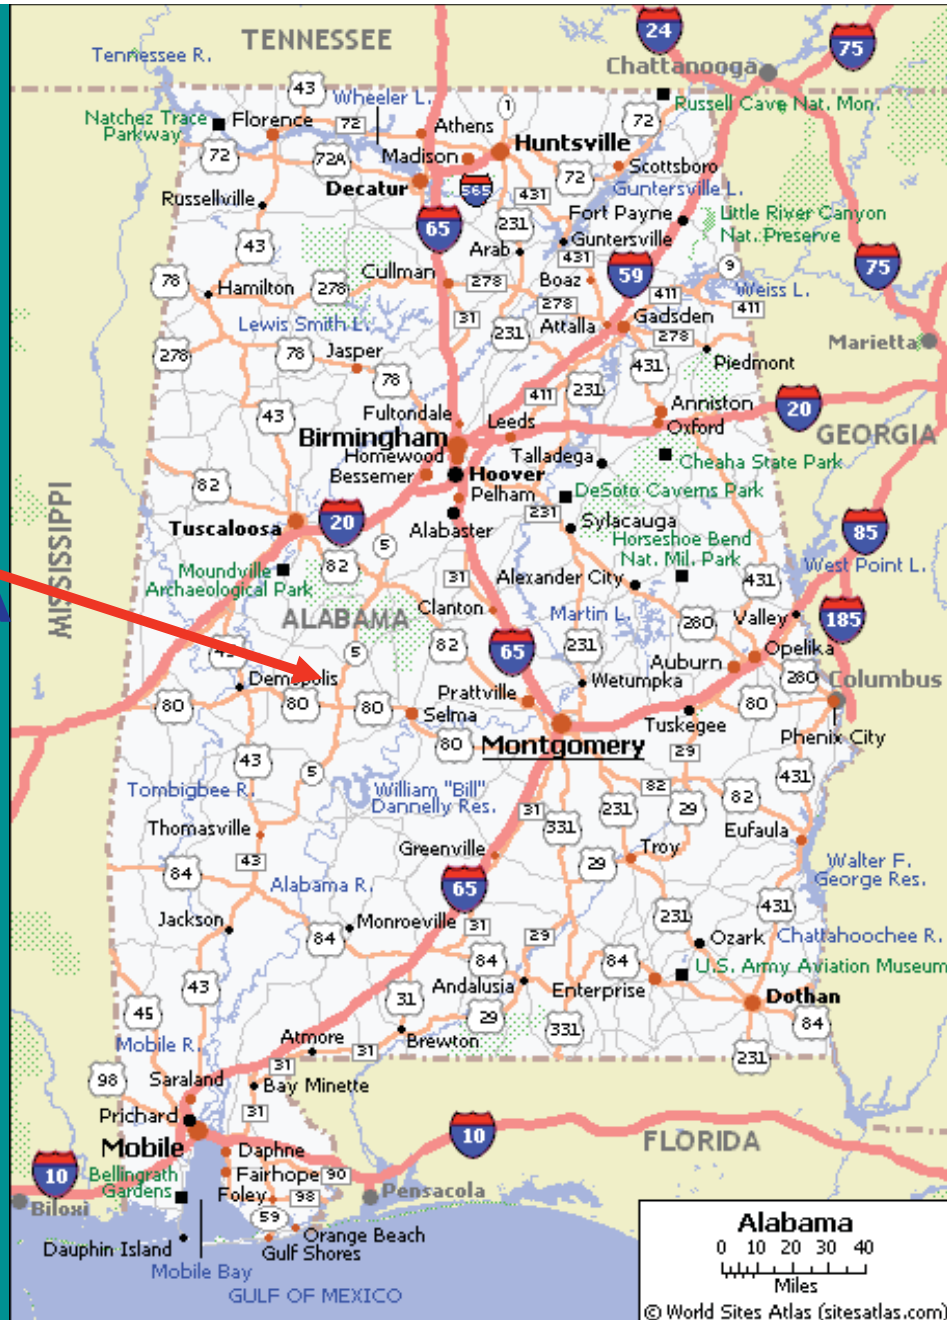 TENNESSEE
24
75
Chattanooga
Tennessee R.
43
Wheeler L.
1
Russell Cave Nat. Mon.
Natchez Trace
Parkway
Florence
72
Athens
72
Huntsville
72
72A
Madison
Scottsboro
Decatur
565
431
72
Guntersville L.
Russellville
65
231
Fort Payne
Little River Canyon
Nat. Preserve
43
Arab
Guntersville
75
78
Cullman
431
59
9
Hamilton
278
278
Boaz
411
Weiss L.
411
Lewis Smith L.
31
278
231
Attalla
Gadsden
278
Marietta
278
78
Jasper
Piedmont
78
431
411
231
20
43
Fultondale
Leeds
Anniston
Oxford
GEORGIA
Birmingham
Homewood
Talladega
Cheaha State Park
Bessemer
Hoover
82
Pelham
DeSoto Caverns Park
MISSISSIPPI
Tuscaloosa
20
Alabaster
231
Sylacauga
85
5
Horseshoe Bend
Nat. Mil. Park
Moundville
Archaeological Park
82
31
Alexander City
431
West Point L.
ALABAMA
Clanton
Martin L.
280
Valley
185
43
5
82
65
231
Auburn
Opelika
Demopolis
Prattville
Wetumpka
280
Columbus
80
80
80
Selma
Tuskegee
80
Phenix City
80
Montgomery
43
5
29
431
Tombigbee R.
William "Bill"
Dannelly Res.
82
82
31
231
29
Thomasville
331
Eufaula
43
Greenville
29
Troy
84
Walter F.
George Res.
65
Alabama R.
431
Jackson
Monroeville
31
231
84
29
Ozark
Chattahoochee R.
84
84
U.S. Army Aviation Museum
43
Andalusia
Enterprise
45
31
29
Dothan
331
84
Mobile R.
Atmore
31
Brewton
231
98
Saraland
31
Bay Minette
Prichard
31
10
Mobile
FLORIDA
10
Daphne
Bellingrath
Gardens
Fairhope
90
Biloxi
Foley
98
Pensacola
59
Orange Beach
Dauphin Island
Gulf Shores
Mobile Bay
GULF OF MEXICO
Alabama
0 10 20 30 40
Miles
© World Sites Atlas (sitesatlas.com)